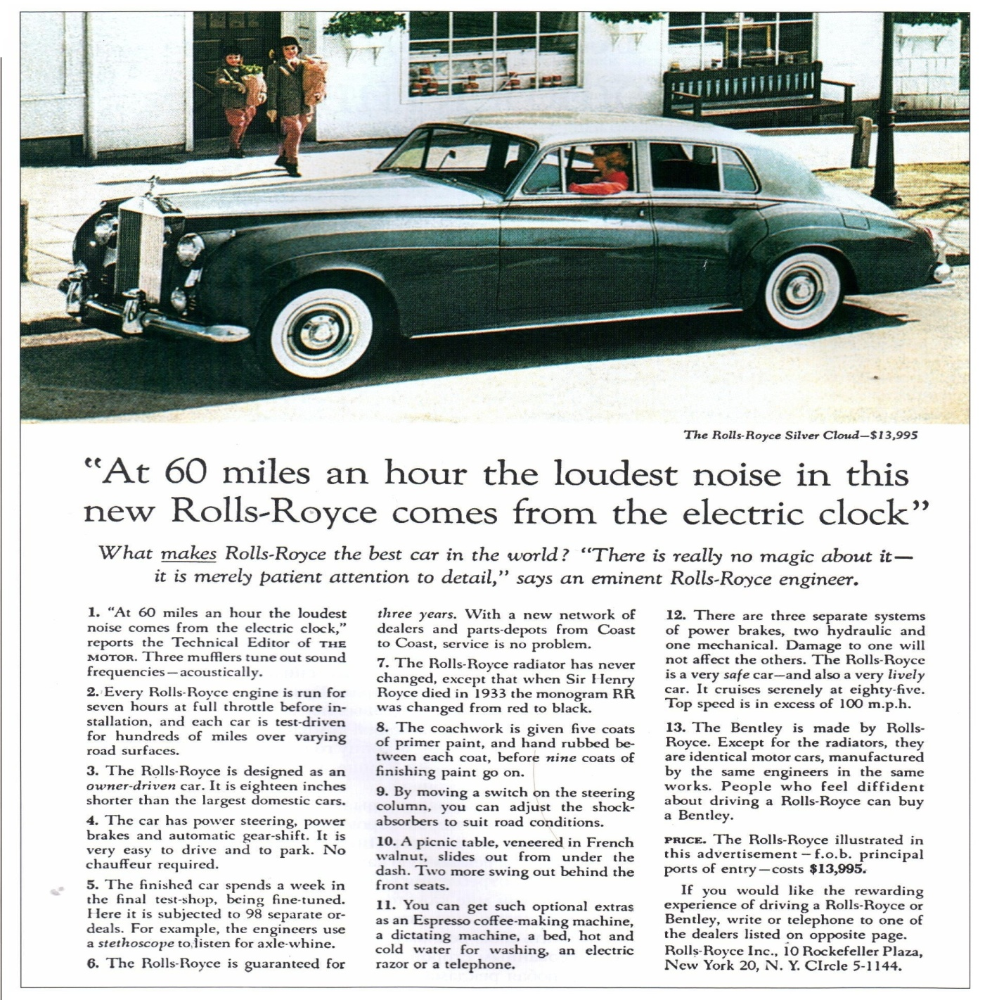 The Rolls-Royce Silver Cloud—$13,995
“At 60 miles an hour the loudest noise in this
new Rolls-Royce comes from the electric clock”
What makes Rolls-Royce the best car in the world? “There is really no magic about it—
it is merely patient attention to detail,” says an eminent Rolls-Royce engineer.
1. “At 60 miles an hour the loudest
noise comes from the electric clock,”
reports the Technical Editor of THE
MOTOR. Three mufflers tune out sound
frequencies—acoustically.
2. Every Rolls-Royce engine is run for
seven hours at full throttle before in-
stallation, and each car is test-driven
for hundreds of miles over varying
road surfaces.
3. The Rolls-Royce is designed as an
owner-driven car. It is eighteen inches
shorter than the largest domestic cars.
4. The car has power steering, power
brakes and automatic gear-shift. It is
very easy to drive and to park. No
chauffeur required.
5. The finished car spends a week in
the final test-shop, being fine-tuned.
Here it is subjected to 98 separate or-
deals. For example, the engineers use
a stethoscope to listen for axle-whine.
6. The Rolls-Royce is guaranteed for
three years. With a new network of
dealers and parts-depots from Coast
to Coast, service is no problem.
7. The Rolls-Royce radiator has never
changed, except that when Sir Henry
Royce died in 1933 the monogram RR
was changed from red to black.
8. The coachwork is given five coats
of primer paint, and hand rubbed be-
tween each coat, before nine coats of
finishing paint go on.
9. By moving a switch on the steering
column, you can adjust the shock-
absorbers to suit road conditions.
10. A picnic table, veneered in French
walnut, slides out from under the
dash. Two more swing out behind the
front seats.
11. You can get such optional extras
as an Espresso coffee-making machine,
a dictating machine, a bed, hot and
cold water for washing, an electric
razor or a telephone.
12. There are three separate systems
of power brakes, two hydraulic and
one mechanical. Damage to one will
not affect the others. The Rolls-Royce
is a very safe car—and also a very lively
car. It cruises serenely at eighty-five.
Top speed is in excess of 100 m.p.h.
13. The Bentley is made by Rolls-
Royce. Except for the radiators, they
are identical motor cars, manufactured
by the same engineers in the same
works. People who feel diffident
about driving a Rolls-Royce can buy
a Bentley.
PRICE. The Rolls-Royce illustrated in
this advertisement—f.o.b. principal
ports of entry—costs $13,995.
If you would like the rewarding
experience of driving a Rolls-Royce or
Bentley, write or telephone to one of
the dealers listed on opposite page.
Rolls-Royce Inc., 10 Rockefeller Plaza,
New York 20, N. Y. CIrcle 5-1144.